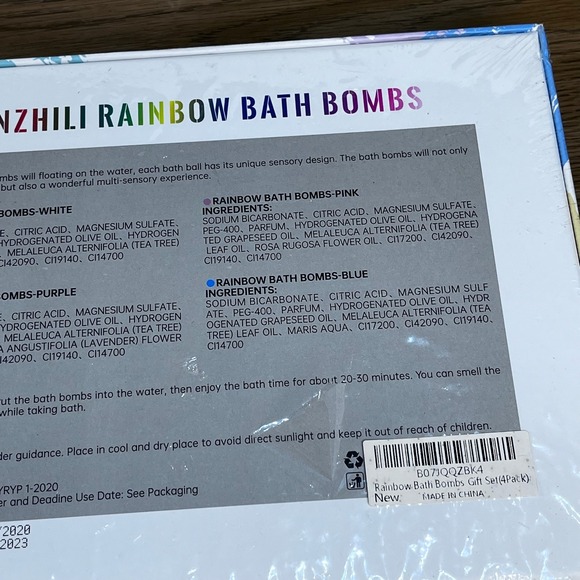 NZHILI RAINBOW BATH BOMBS
mbs will floating on the water, each bath ball has its unique sensory design. The bath bombs will not only
but also a wonderful multi-sensory experience.
BOMBS-WHITE
E, CITRIC ACID、MAGNESIUM SULFATE、
M、HYDROGENATED OLIVE OIL、HYDROGEN
MELALEUCA ALTERNIFOLIA (TEA TREE)
CI42090、CI19140、CI14700
RAINBOW BATH BOMBS-PINK
INGREDIENTS:
SODIUM BICARBONATE、CITRIC ACID、MAGNESIUM SULFATE、
PEG-400、PARFUM、HYDROGENATED OLIVE OIL、HYDROGENA
TED GRAPESEED OIL、MELALEUCA ALTERNIFOLIA (TEA TREE)
LEAF OIL、ROSA RUGOSA FLOWER OIL、CI17200、CI42090、
CI19140、CI14700
OMBS-PURPLE
E、CITRIC ACID、MAGNESIUM SULFATE、
M、HYDROGENATED OLIVE OIL、HYDROGEN
MELALEUCA ALTERNIFOLIA (TEA TREE)
A ANGUSTIFOLIA (LAVENDER) FLOWER
CI19140、CI14700
RAINBOW BATH BOMBS-BLUE
INGREDIENTS:
SODIUM BICARBONATE、CITRIC ACID、MAGNESIUM SULF
ATE、PEG-400、PARFUM、HYDROGENATED OLIVE OIL、HYDR
OGENATED GRAPESEED OIL、MELALEUCA ALTERNIFOLIA (TEA
TREE) LEAF OIL、MARIS AQUA、CI17200、CI42090、CI19140、
CI14700
rut the bath bombs into the water, then enjoy the bath time for about 20-30 minutes. You can smell the
while taking bath.
der guidance. Place in cool and dry place to avoid direct sunlight and keep it out of reach of children.
YRYP 1-2020
er and Deadine Use Date: See Packaging
/2020
2023
B071QQZBK4
Rainbow Bath Bombs Gift Set(4Pack)
New
MADE IN CHINA